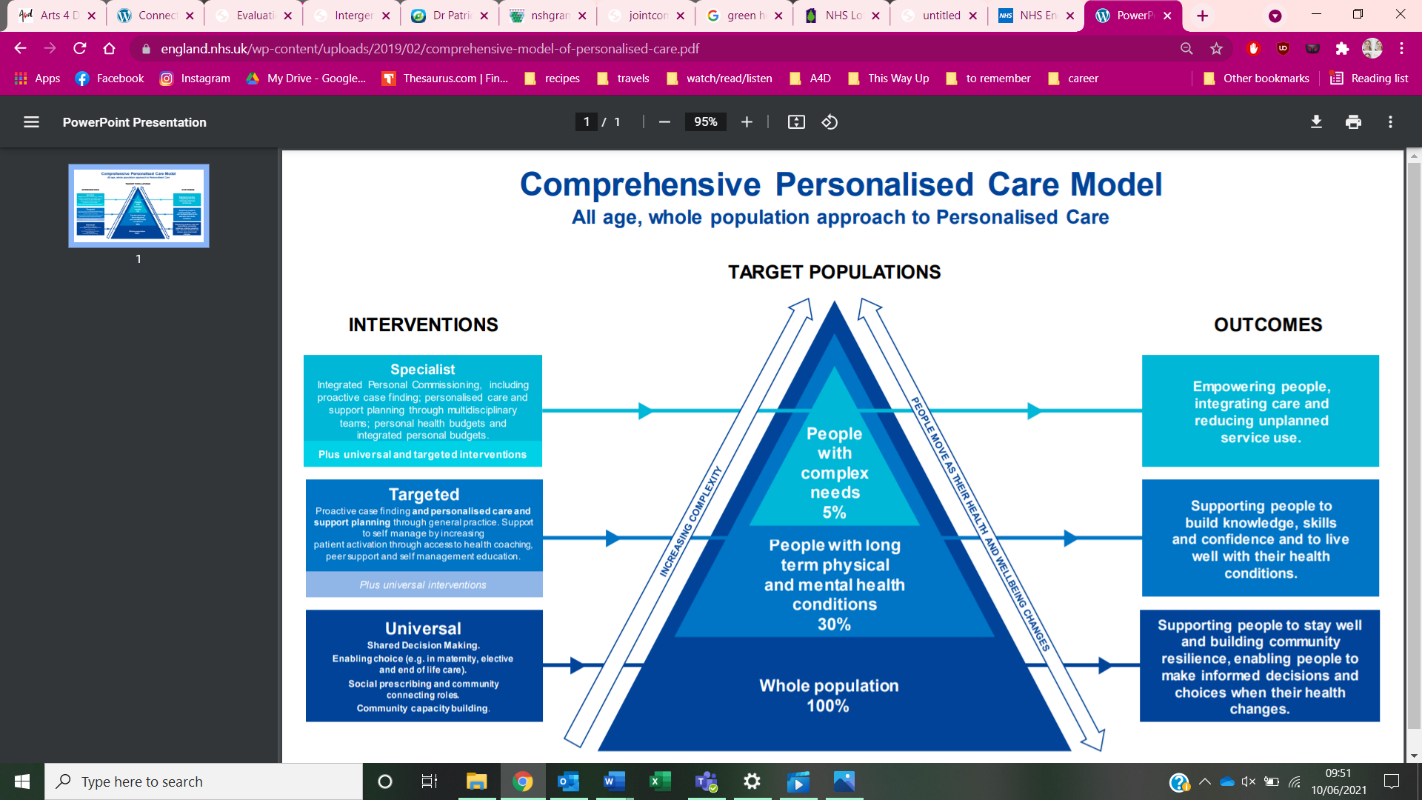 Arts 4 D
Connect
Evaluati
Interger
Dr Patri
nshgran
jointcon
green h
NHS Lo
untitled
NHS En
PowerP
england.nhs.uk/wp-content/uploads/2019/02/comprehensive-model-of-personalised-care.pdf
Apps Facebook Instagram My Drive - Google... Thesaurus.com | Fin... recipes travels watch/read/listen A4D This Way Up to remember career Other bookmarks Reading list
PowerPoint Presentation 1 / 1 95%
1
Comprehensive Personalised Care Model
All age, whole population approach to Personalised Care
TARGET POPULATIONS
INTERVENTIONS
OUTCOMES
Specialist
Integrated Personal Commissioning, including
proactive case finding; personalised care and
support planning through multidisciplinary
teams; personal health budgets and
integrated personal budgets.
Plus universal and targeted interventions
Targeted
Proactive case finding and personalised care and
support planning through general practice. Support
to self manage by increasing
patient activation through access to health coaching,
peer support and self management education.
Plus universal interventions
Universal
Shared Decision Making.
Enabling choice (e.g. in maternity, elective
and end of life care).
Social prescribing and community
connecting roles.
Community capacity building.
INCREASING COMPLEXITY
People
with
complex
needs
5%
People with long
term physical
and mental health
conditions
30%
Whole population
100%
PEOPLE MOVE AS THEIR HEALTH AND WELLBEING CHANGES
Empowering people,
integrating care and
reducing unplanned
service use.
Supporting people to
build knowledge, skills
and confidence and to live
well with their health
conditions.
Supporting people to stay well
and building community
resilience, enabling people to
make informed decisions and
choices when their health
changes.
Type here to search
09:51
10/06/2021